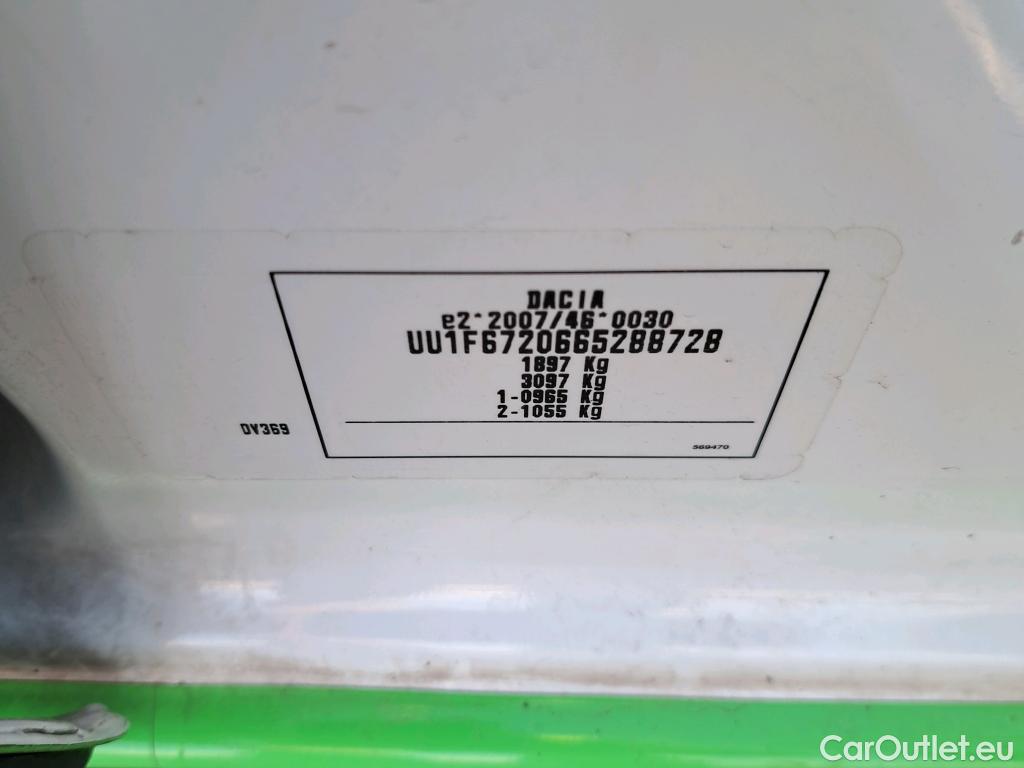 DACIA
e2*2007/46*0030
UU1F6720665288728
1897 Kg
3097 Kg
1-0965 Kg
2-1055 Kg
DV369
569470
CarOutlet.eu